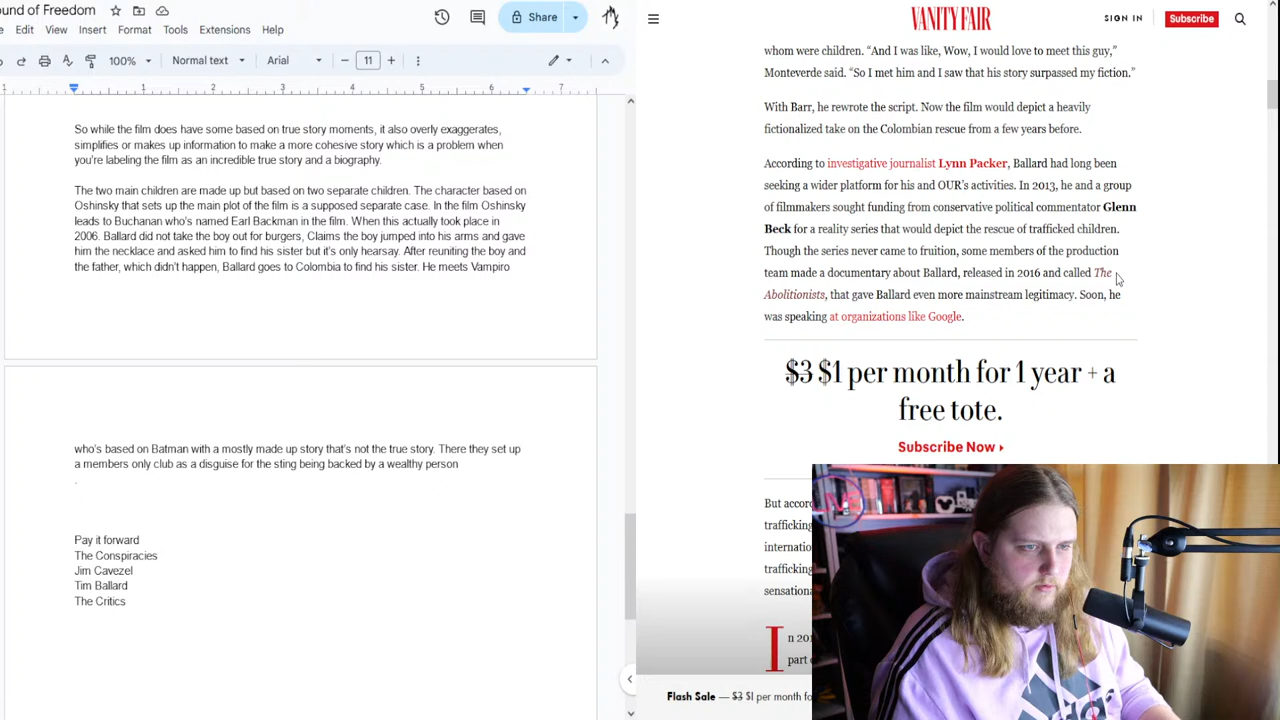 ound of Freedom
Edit View Insert Format Tools Extensions Help
Share
100% Normal text Arial 11
1 1 2 3 4 5 6 7
So while the film does have some based on true story moments, it also overly exaggerates,
simplifies or makes up information to make a more cohesive story which is a problem when
you're labeling the film as an incredible true story and a biography.
The two main children are made up but based on two separate children. The character based on
Oshinsky that sets up the main plot of the film is a supposed separate case. In the film Oshinsky
leads to Buchanan who's named Earl Backman in the film. When this actually took place in
2006. Ballard did not take the boy out for burgers, Claims the boy jumped into his arms and gave
him the necklace and asked him to find his sister but it's only hearsay. After reuniting the boy and
the father, which didn't happen, Ballard goes to Colombia to find his sister. He meets Vampiro
who's based on Batman with a mostly made up story that's not the true story. There they set up
a members only club as a disguise for the sting being backed by a wealthy person
.
Pay it forward
The Conspiracies
Jim Cavezel
Tim Ballard
The Critics
VANITY FAIR
SIGN IN
Subscribe
whom were children. “And I was like, Wow, I would love to meet this guy,”
Monteverde said. “So I met him and I saw that his story surpassed my fiction.”
With Barr, he rewrote the script. Now the film would depict a heavily
fictionalized take on the Colombian rescue from a few years before.
According to investigative journalist Lynn Packer, Ballard had long been
seeking a wider platform for his and OUR's activities. In 2013, he and a group
of filmmakers sought funding from conservative political commentator Glenn
Beck for a reality series that would depict the rescue of trafficked children.
Though the series never came to fruition, some members of the production
team made a documentary about Ballard, released in 2016 and called The
Abolitionists, that gave Ballard even more mainstream legitimacy. Soon, he
was speaking at organizations like Google.
$3 $1 per month for 1 year + a
free tote.
Subscribe Now
But accor
trafficking
internatio
trafficking
sensationa
In 201
part o
Flash Sale — $3 $1 per month fo